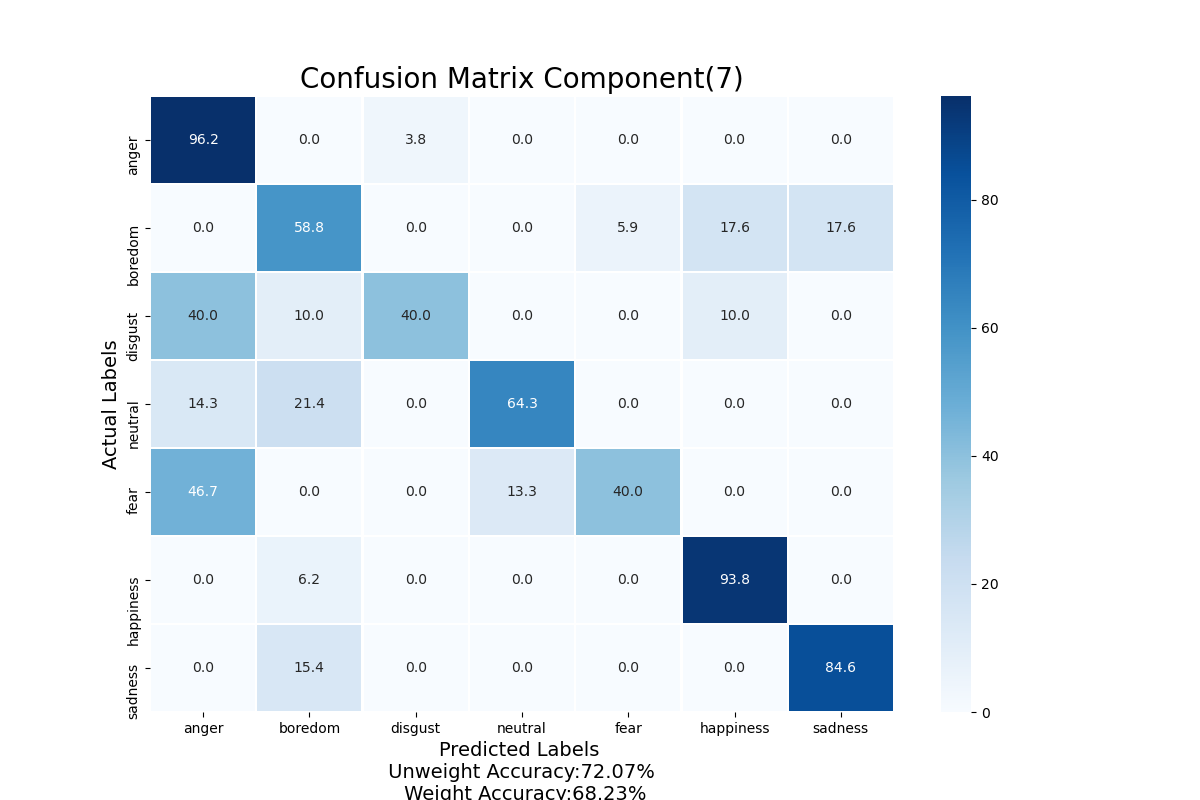 Confusion Matrix Component(7)
anger 96.2 0.0 3.8 0.0 0.0 0.0 0.0
boredom 0.0 58.8 0.0 0.0 5.9 17.6 17.6
disgust 40.0 10.0 40.0 0.0 0.0 10.0 0.0
neutral 14.3 21.4 0.0 64.3 0.0 0.0 0.0
fear 46.7 0.0 0.0 13.3 40.0 0.0 0.0
happiness 0.0 6.2 0.0 0.0 0.0 93.8 0.0
sadness 0.0 15.4 0.0 0.0 0.0 0.0 84.6
anger boredom disgust neutral fear happiness sadness
Actual Labels
Predicted Labels
Unweight Accuracy:72.07%
Weight Accuracy:68.23%
80
60
40
20
0